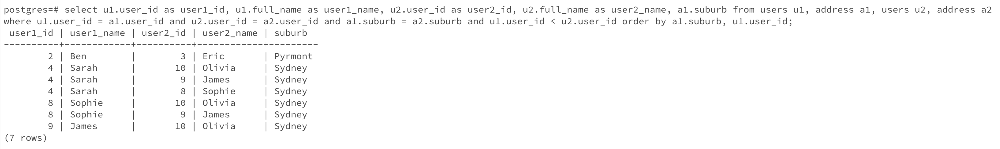 postgres=# select u1.user_id as user1_id, u1.full_name as user1_name, u2.user_id as user2_id, u2.full_name as user2_name, a1.suburb from users u1, address a1, users u2, address a2
where u1.user_id = a1.user_id and u2.user_id = a2.user_id and a1.suburb = a2.suburb and u1.user_id < u2.user_id order by a1.suburb, u1.user_id;
 user1_id | user1_name | user2_id | user2_name | suburb
----------+------------+----------+------------+---------
        2 | Ben        |        3 | Eric       | Pyrmont
        4 | Sarah      |       10 | Olivia     | Sydney
        4 | Sarah      |        9 | James      | Sydney
        4 | Sarah      |        8 | Sophie     | Sydney
        8 | Sophie     |       10 | Olivia     | Sydney
        8 | Sophie     |        9 | James      | Sydney
        9 | James      |       10 | Olivia     | Sydney
(7 rows)